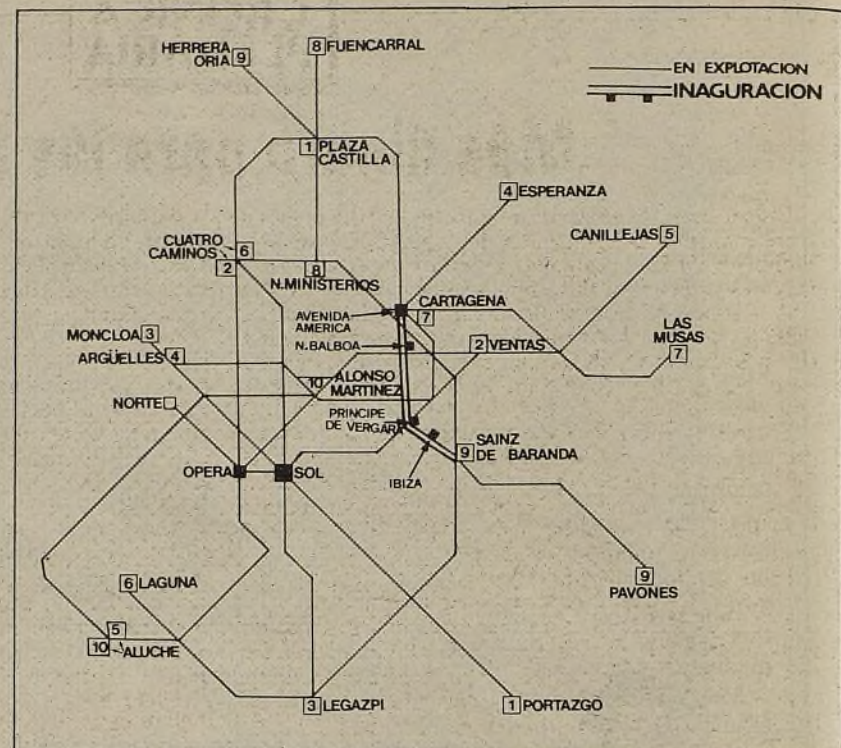 HERRERA
ORIA 9
8 FUENCARRAL
EN EXPLOTACION
INAGURACION
1 PLAZA
CASTILLA
4 ESPERANZA
CANILLEJAS 5
CUATRO
CAMINOS
6
2
8
N.MINISTERIOS
AVENIDA
AMERICA
CARTAGENA
7
N.BALBOA
2 VENTAS
LAS
MUSAS
7
MONCLOA 3
ARGÜELLES 4
10 ALONSO
MARTINEZ
NORTE
PRINCIPE
DE VERGARA
9 SAINZ
DE BARANDA
OPERA
SOL
IBIZA
9
PAVONES
6 LAGUNA
5
10 ALUCHE
3 LEGAZPI
1 PORTAZGO